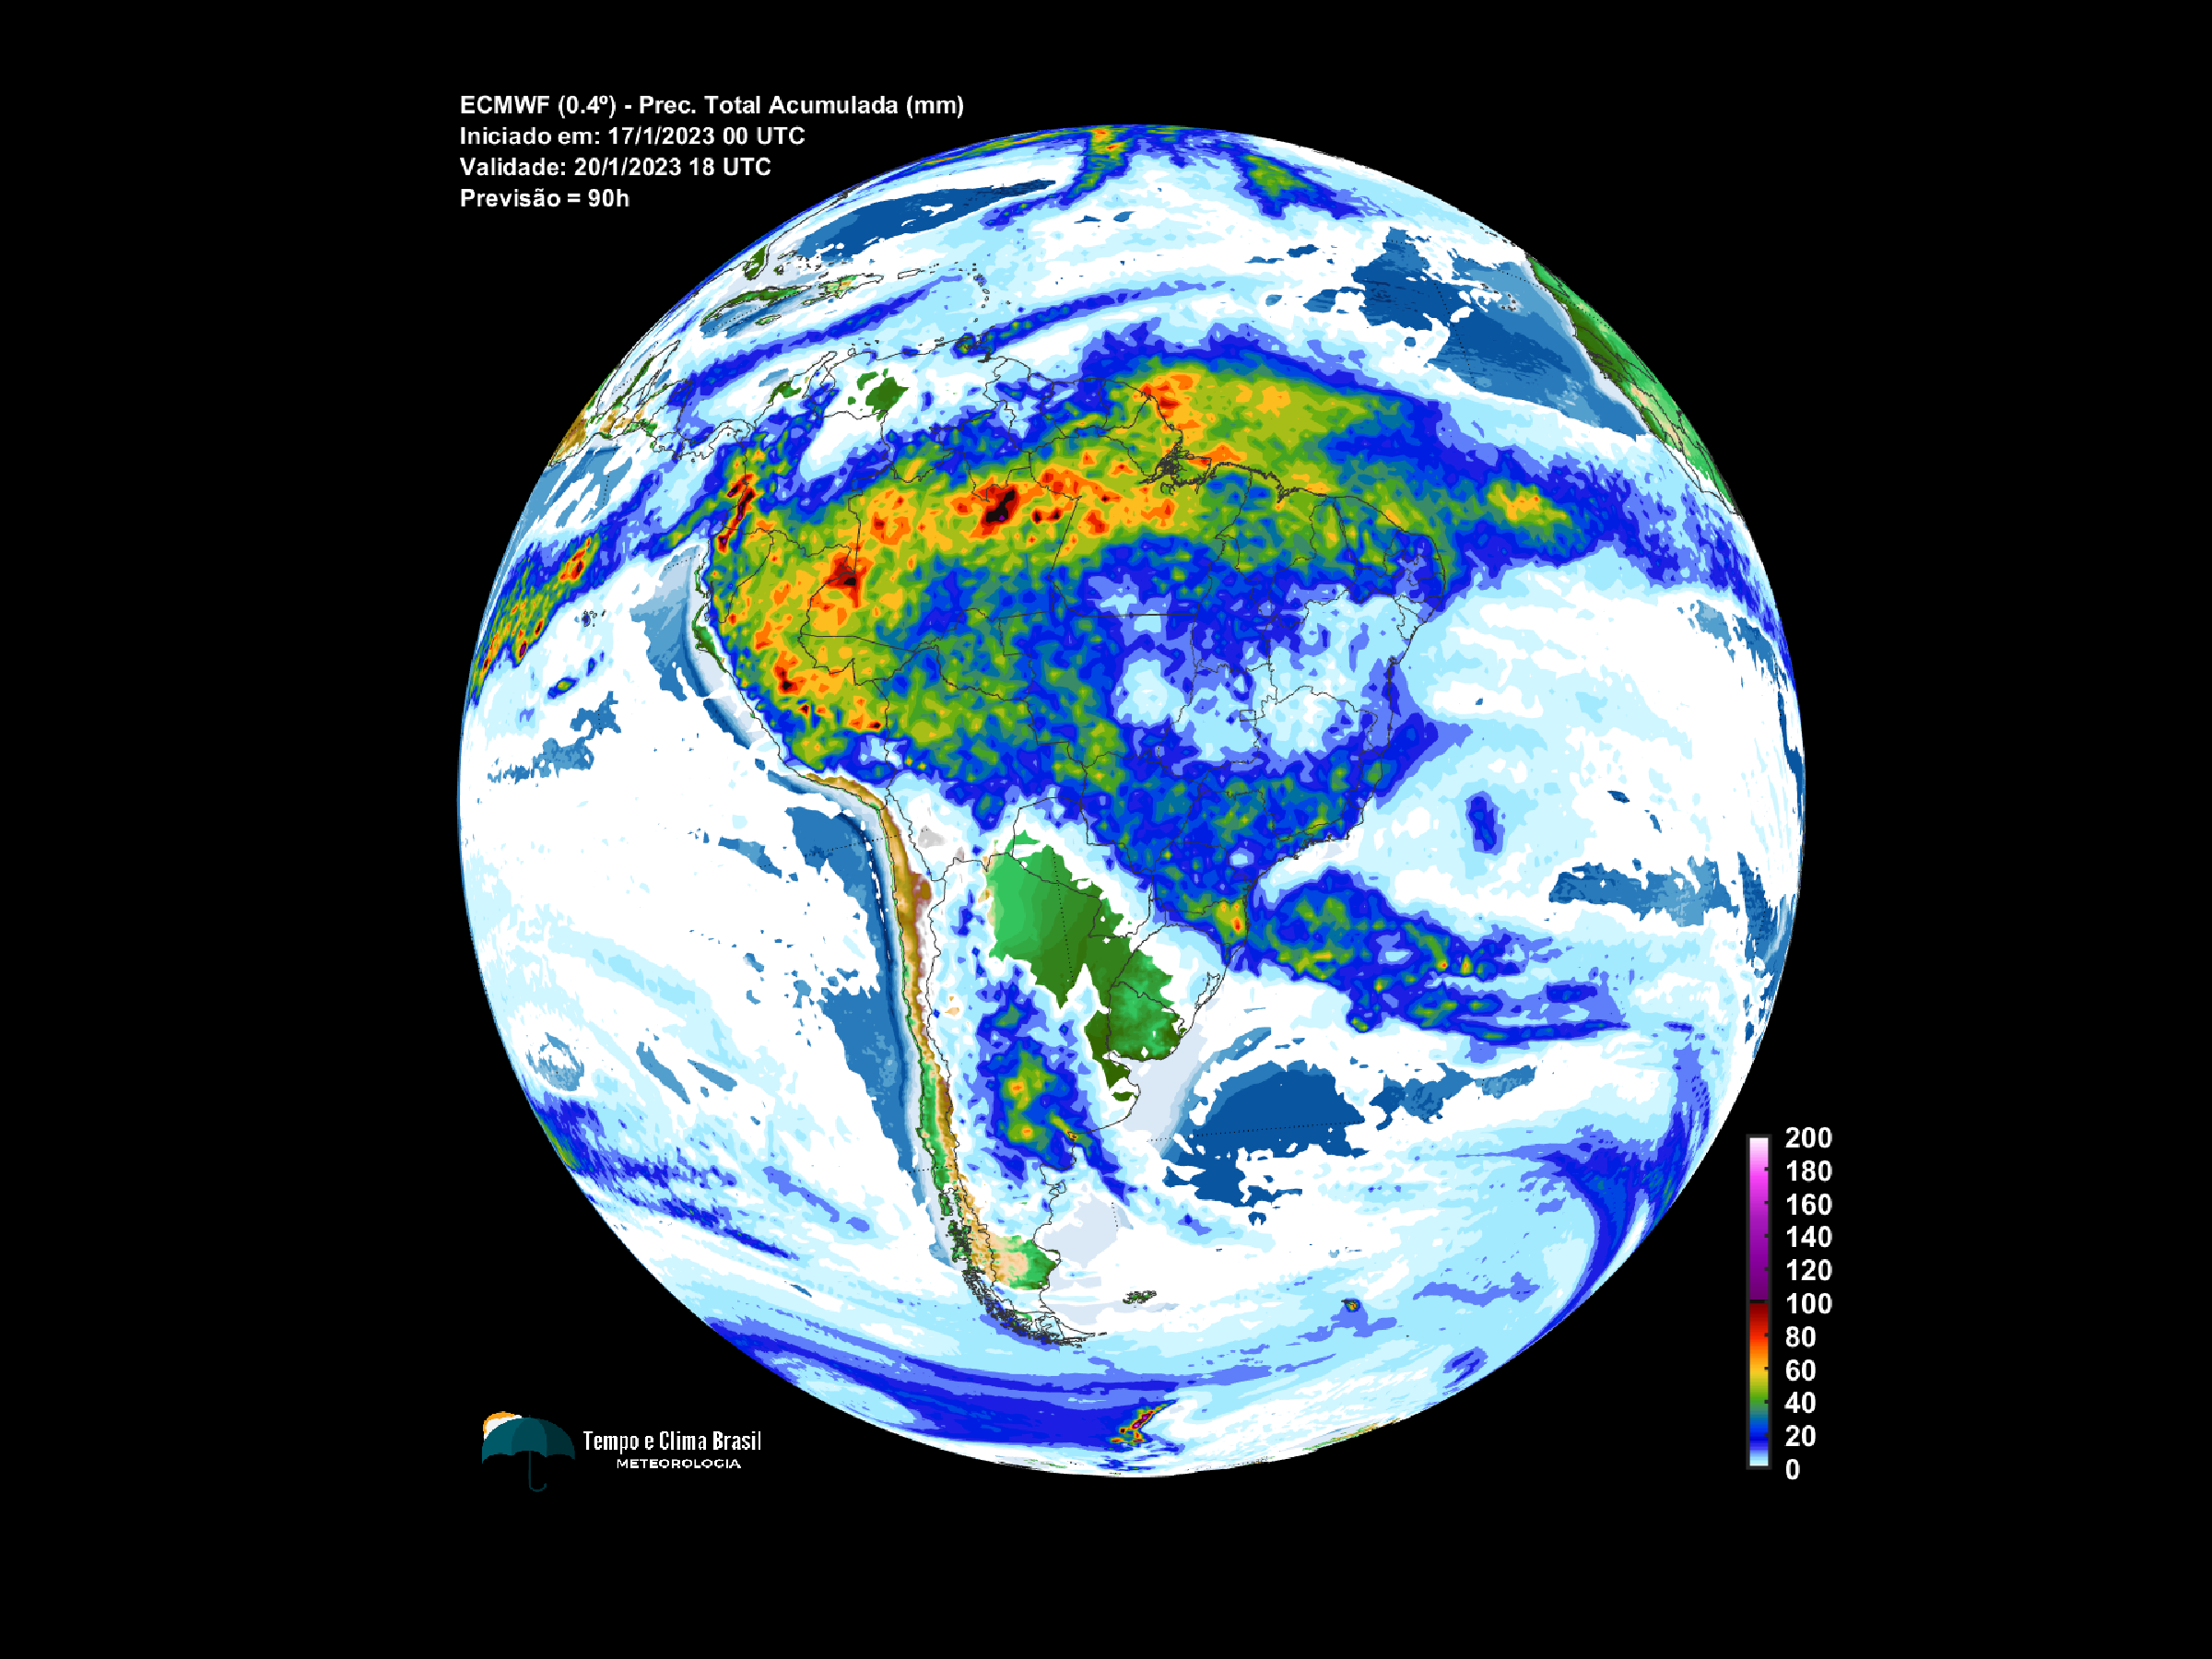 ECMWF (0.4º) - Prec. Total Acumulada (mm)
Iniciado em: 17/1/2023 00 UTC
Validade: 20/1/2023 18 UTC
Previsão = 90h
200
180
160
140
120
100
80
60
40
20
0
Tempo e Clima Brasil
METEOROLOGIA